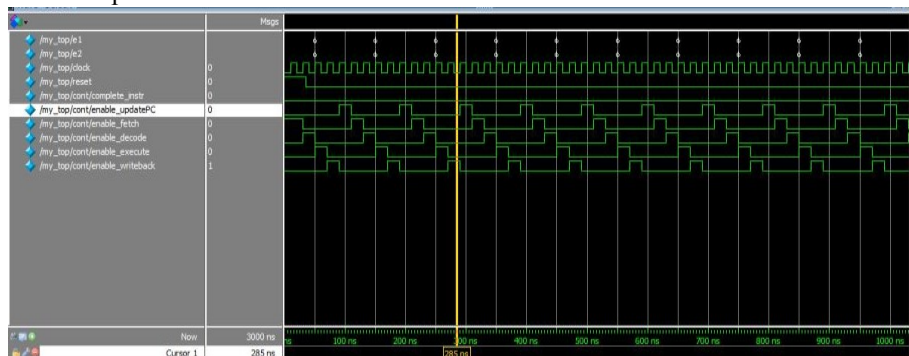 Msgs
/my_top/e1
/my_top/e2
/my_top/clock 0
/my_top/reset 0
/my_top/cont/complete_instr 0
/my_top/cont/enable_updatePC 0
/my_top/cont/enable_fetch 0
/my_top/cont/enable_decode 0
/my_top/cont/enable_execute 0
/my_top/cont/enable_writeback 1
Now 3000 ns ns 100 ns 200 ns 300 ns 400 ns 500 ns 600 ns 700 ns 800 ns 900 ns 1000 ns
Cursor 1 285 ns 285 ns